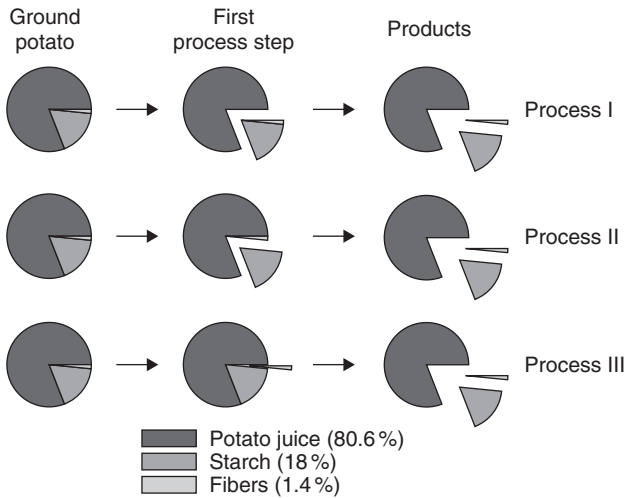 Ground
potato
First
process step
Products
Process I
Process II
Process III
Potato juice (80.6 %)
Starch (18 %)
Fibers (1.4 %)